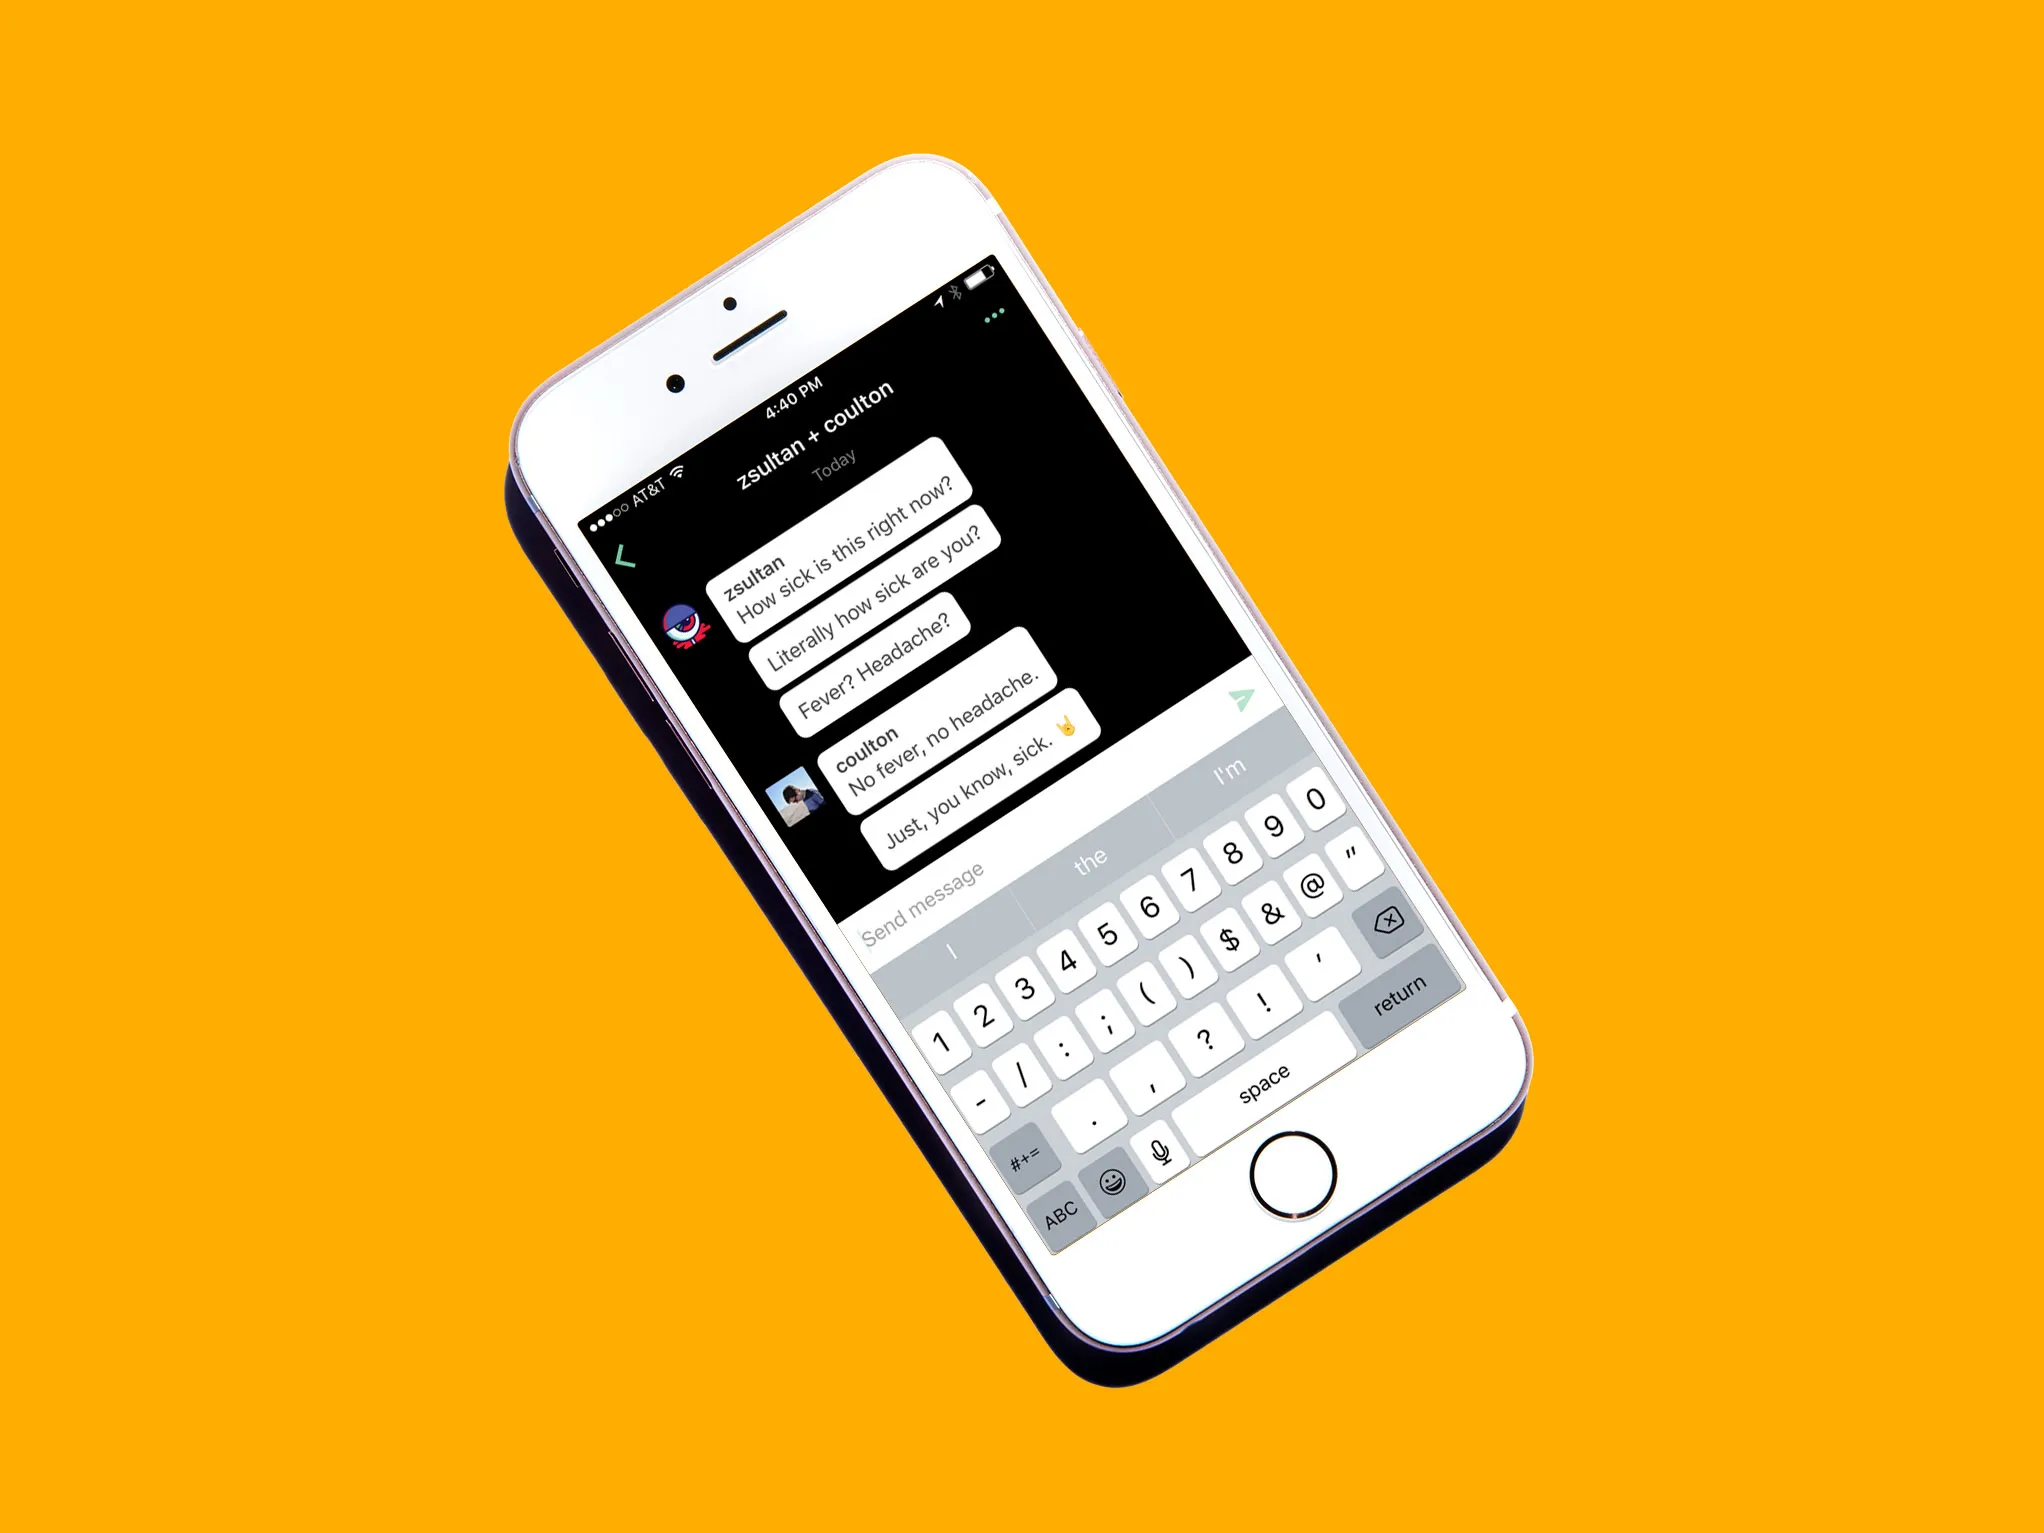 AT&T 4:40 PM
zsultan + coulton
Today
zsultan
How sick is this right now?
Literally how sick are you?
Fever? Headache?
coulton
No fever, no headache.
Just, you know, sick. 🤘
Send message
I the I'm
1 2 3 4 5 6 7 8 9 0
- / : ; ( ) $ & @ "
#+= . , ? ! '
ABC space return